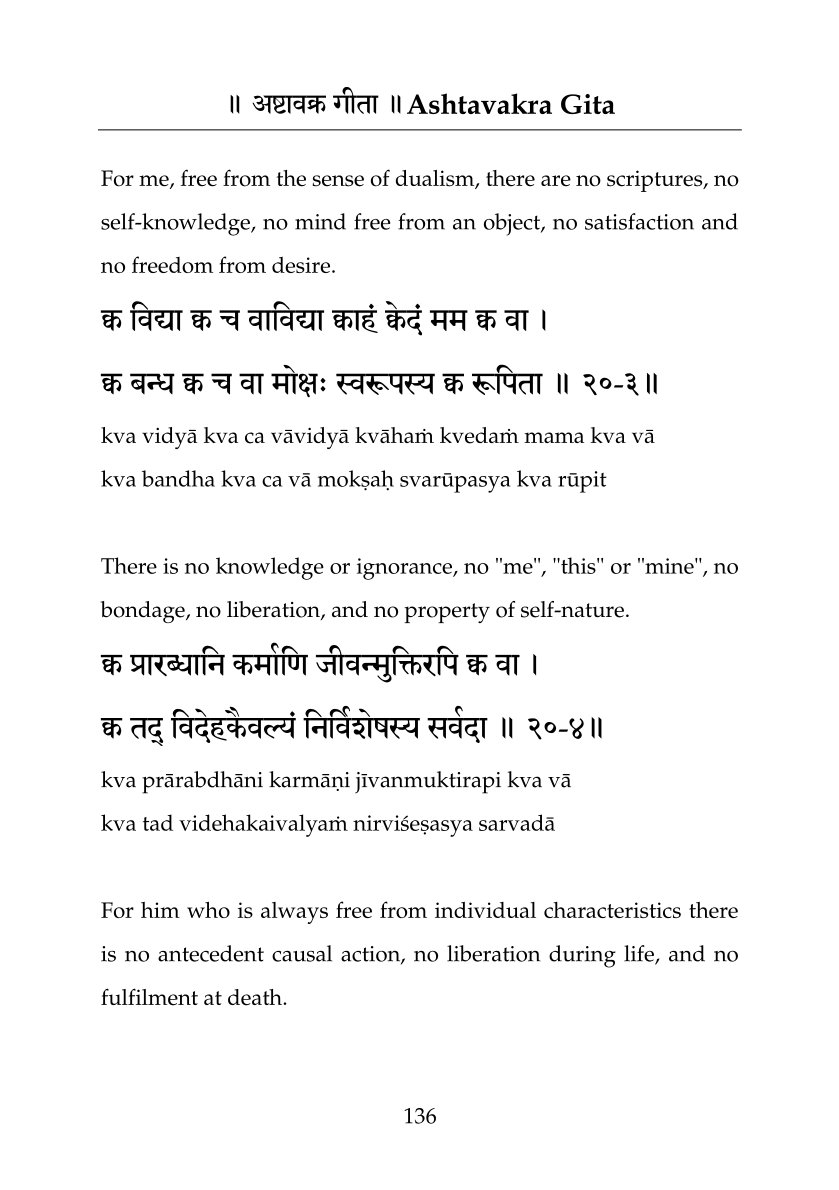 ॥ अष्टावक्र गीता ॥ Ashtavakra Gita
For me, free from the sense of dualism, there are no scriptures, no
self-knowledge, no mind free from an object, no satisfaction and
no freedom from desire.
क्व विद्या क्व च वाविद्या क्वाहं क्वेदं मम क्व वा ।
क्व बन्ध क्व च वा मोक्षः स्वरूपस्य क्व रूपिता ॥ २०-३॥
kva vidyā kva ca vāvidyā kvāhaṁ kvedaṁ mama kva vā
kva bandha kva ca vā mokṣaḥ svarūpasya kva rūpit
There is no knowledge or ignorance, no "me", "this" or "mine", no
bondage, no liberation, and no property of self-nature.
क्व प्रारब्धानि कर्माणि जीवन्मुक्तिरपि क्व वा ।
क्व तद् विदेहकैवल्यं निर्विशेषस्य सर्वदा ॥ २०-४॥
kva prārabdhāni karmāṇi jīvanmuktirapi kva vā
kva tad videhakaivalyaṁ nirviśeṣasya sarvadā
For him who is always free from individual characteristics there
is no antecedent causal action, no liberation during life, and no
fulfilment at death.
136